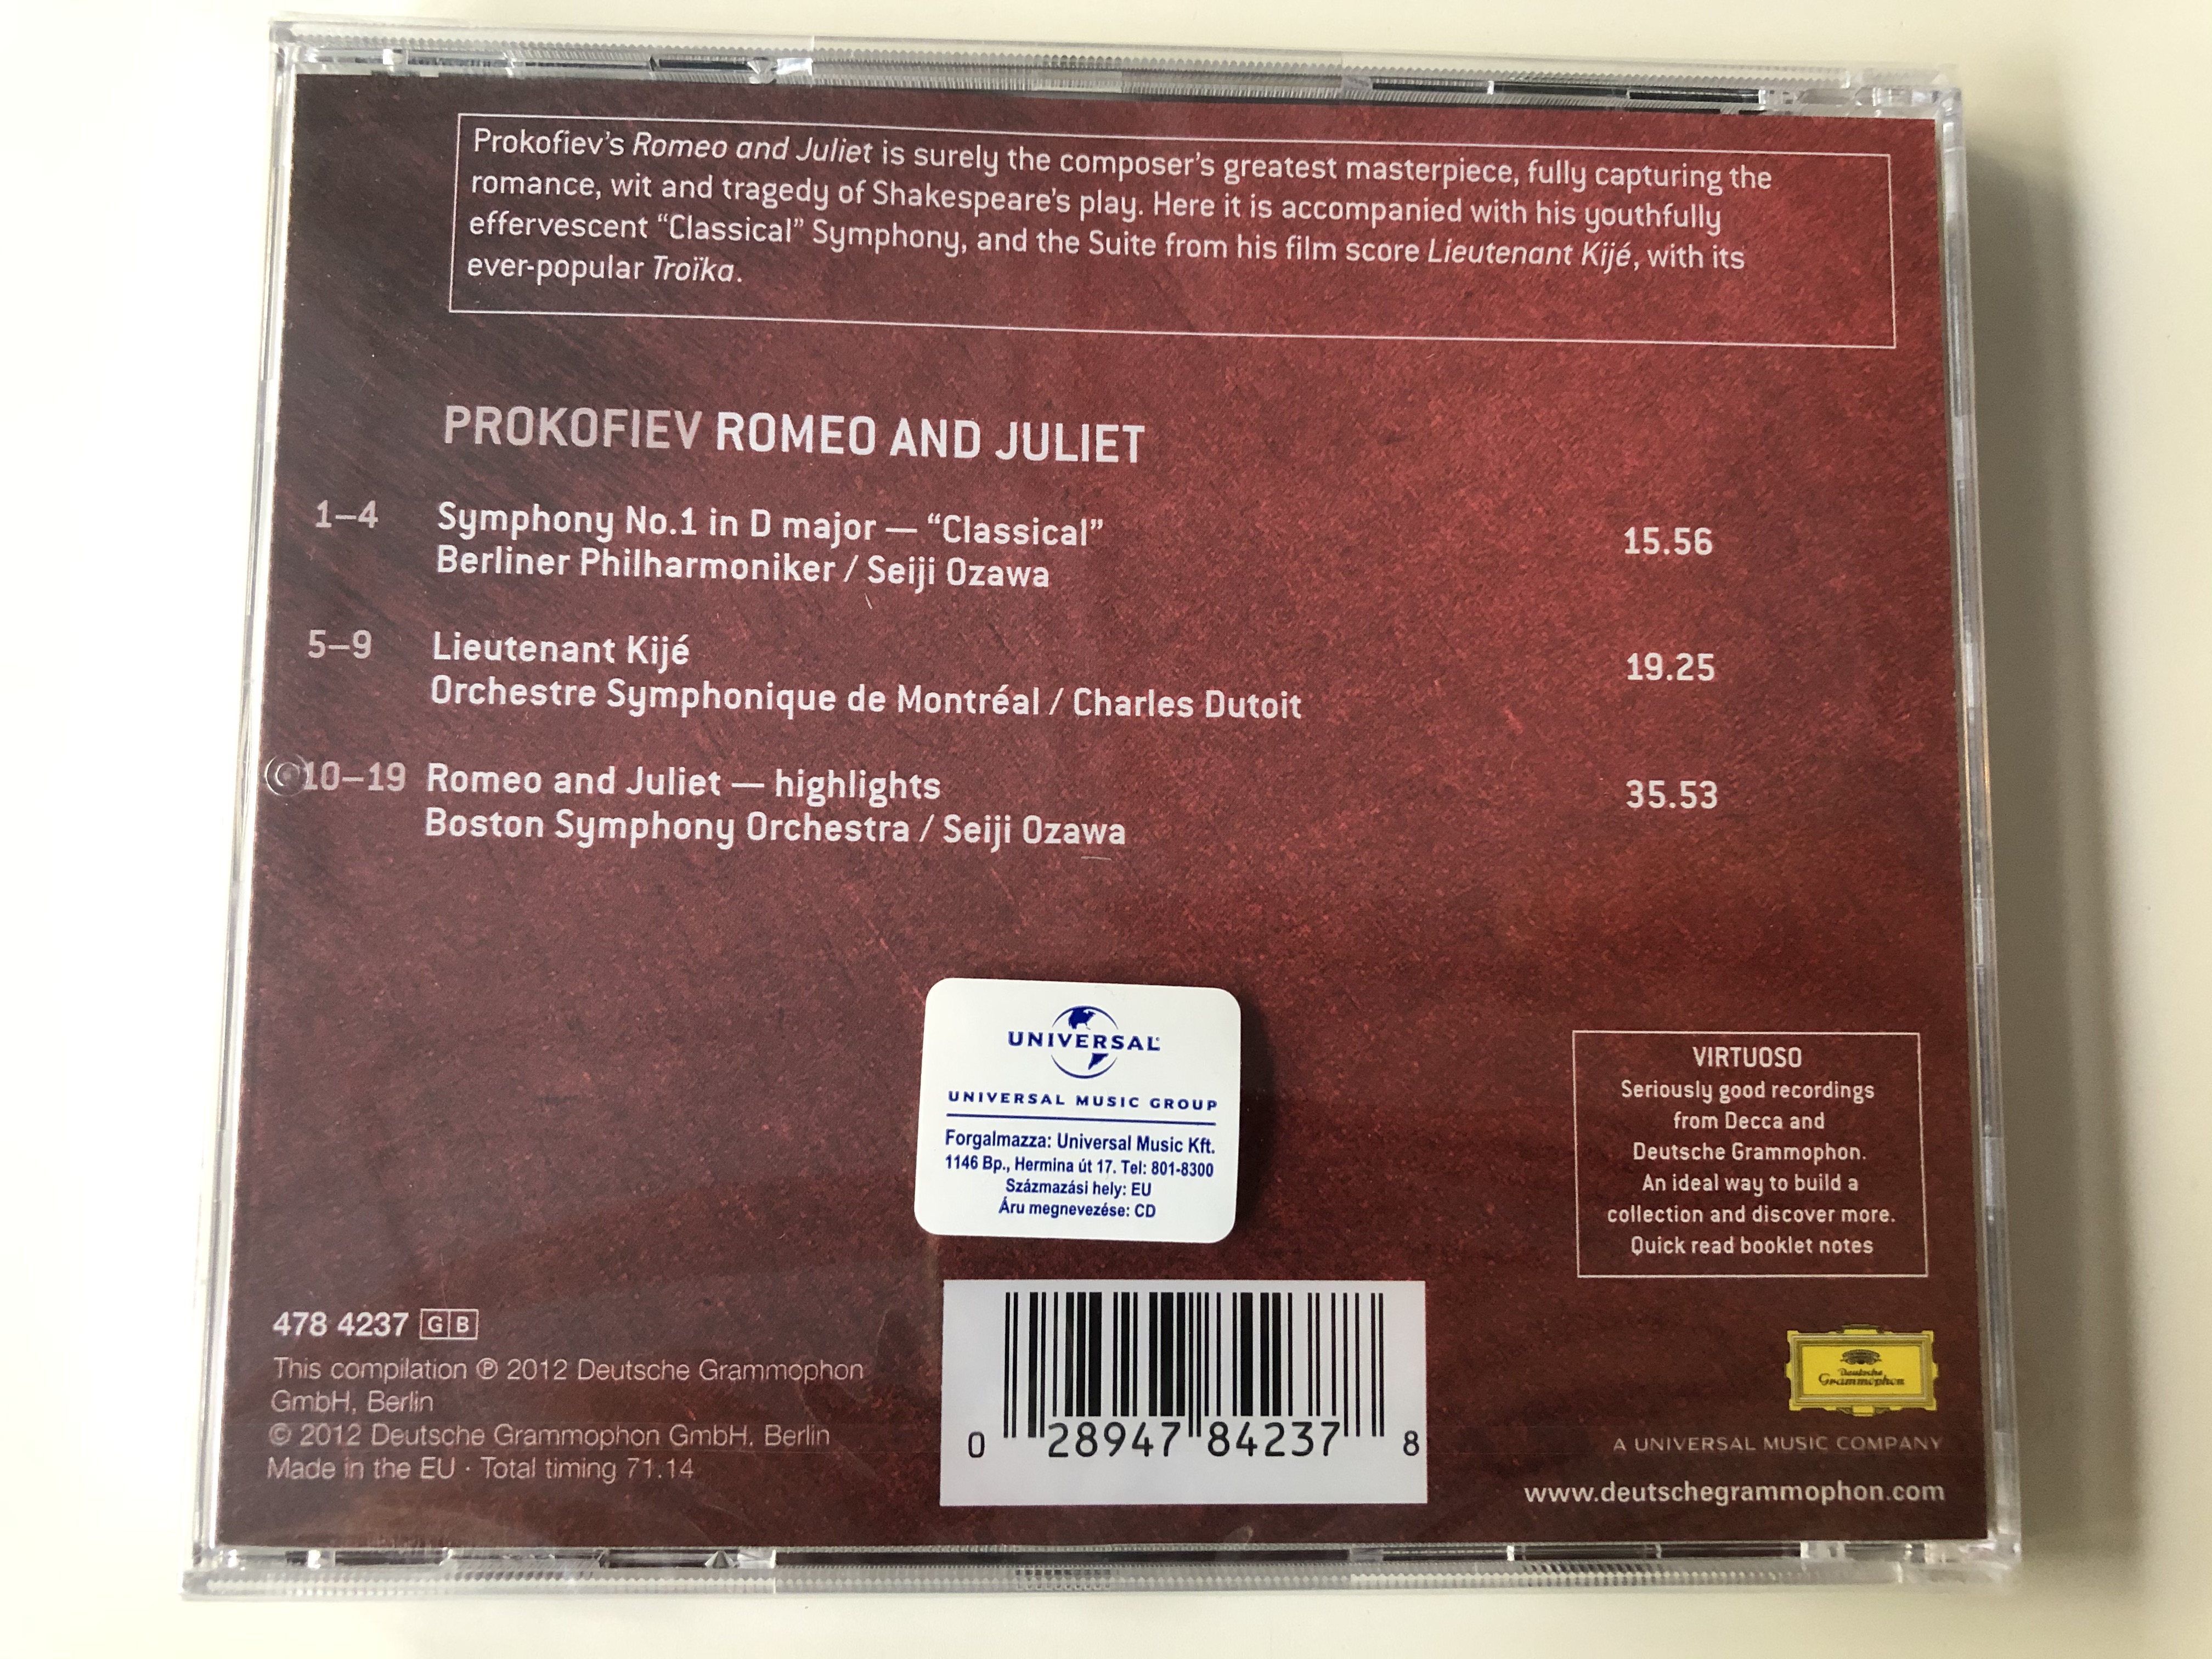 Prokofiev's Romeo and Juliet is surely the composer's greatest masterpiece, fully capturing the
romance, wit and tragedy of Shakespeare's play. Here it is accompanied with his youthfully
effervescent “Classical” Symphony, and the Suite from his film score Lieutenant Kijé, with its
ever-popular Troïka.
PROKOFIEV ROMEO AND JULIET
1–4 Symphony No.1 in D major — “Classical” 15.56
Berliner Philharmoniker / Seiji Ozawa
5–9 Lieutenant Kijé 19.25
Orchestre Symphonique de Montréal / Charles Dutoit
10–19 Romeo and Juliet — highlights 35.53
Boston Symphony Orchestra / Seiji Ozawa
UNIVERSAL
UNIVERSAL MUSIC GROUP
Forgalmazza: Universal Music Kft.
1146 Bp., Hermina út 17. Tel: 801-8300
Százmazási hely: EU
Áru megnevezése: CD
VIRTUOSO
Seriously good recordings
from Decca and
Deutsche Grammophon.
An ideal way to build a
collection and discover more.
Quick read booklet notes
478 4237 G B
This compilation ℗ 2012 Deutsche Grammophon
GmbH, Berlin
© 2012 Deutsche Grammophon GmbH, Berlin
Made in the EU · Total timing 71.14
0 28947 84237 8
Deutsche
Grammophon
A UNIVERSAL MUSIC COMPANY
www.deutschegrammophon.com